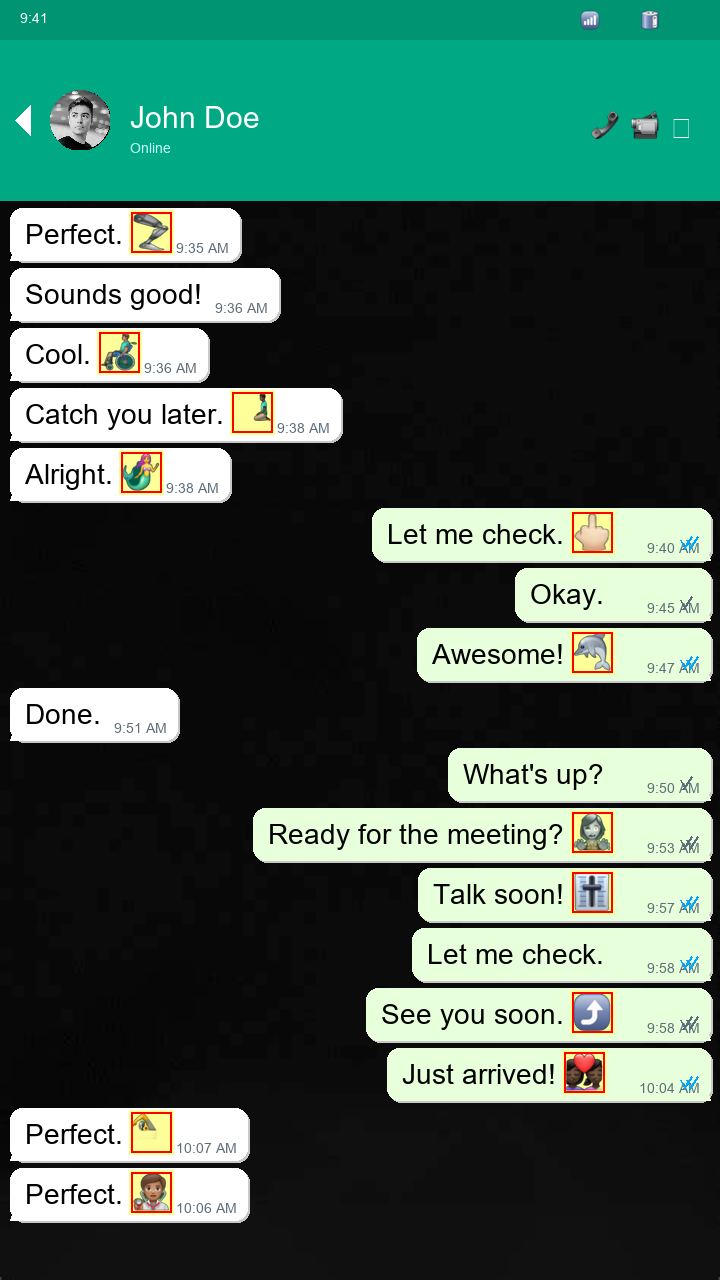 9:41
John Doe
Online
Perfect. 🦿 9:35 AM
Sounds good! 9:36 AM
Cool. 9:36 AM
Catch you later. 9:38 AM
Alright. 9:38 AM
Let me check. 9:40 AM
Okay. 9:45 AM
Awesome! 9:47 AM
Done. 9:51 AM
What's up? 9:50 AM
Ready for the meeting? 9:53 AM
Talk soon! 9:57 AM
Let me check. 9:58 AM
See you soon. 9:58 AM
Just arrived! 10:04 AM
Perfect. 10:07 AM
Perfect. 10:06 AM